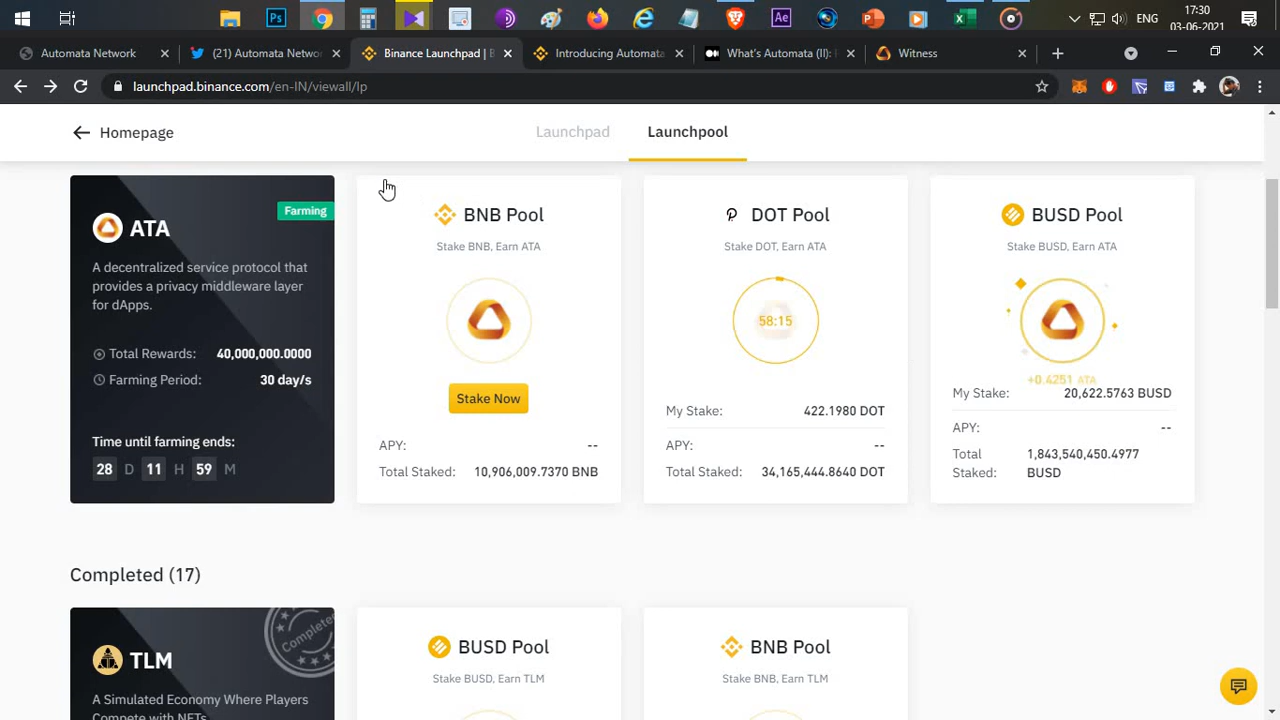 17:30
ENG
03-06-2021
Automata Network
(21) Automata Net
Binance Launchpad | B
Introducing Automata
What's Automata (II):
Witness
launchpad.binance.com/en-IN/viewall/lp
Homepage
Launchpad
Launchpool
Farming
ATA
A decentralized service protocol that
provides a privacy middleware layer
for dApps.
Total Rewards: 40,000,000.0000
Farming Period: 30 day/s
Time until farming ends:
28 D 11 H 59 M
BNB Pool
Stake BNB, Earn ATA
Stake Now
APY: --
Total Staked: 10,906,009.7370 BNB
DOT Pool
Stake DOT, Earn ATA
58:15
My Stake: 422.1980 DOT
APY: --
Total Staked: 34,165,444.8640 DOT
BUSD Pool
Stake BUSD, Earn ATA
+0.4251 ATA
My Stake: 20,622.5763 BUSD
APY: --
Total 1,843,540,450.4977
Staked: BUSD
Completed (17)
Completed
TLM
A Simulated Economy Where Players
Compete with NFTs
BUSD Pool
Stake BUSD, Earn TLM
BNB Pool
Stake BNB, Earn TLM